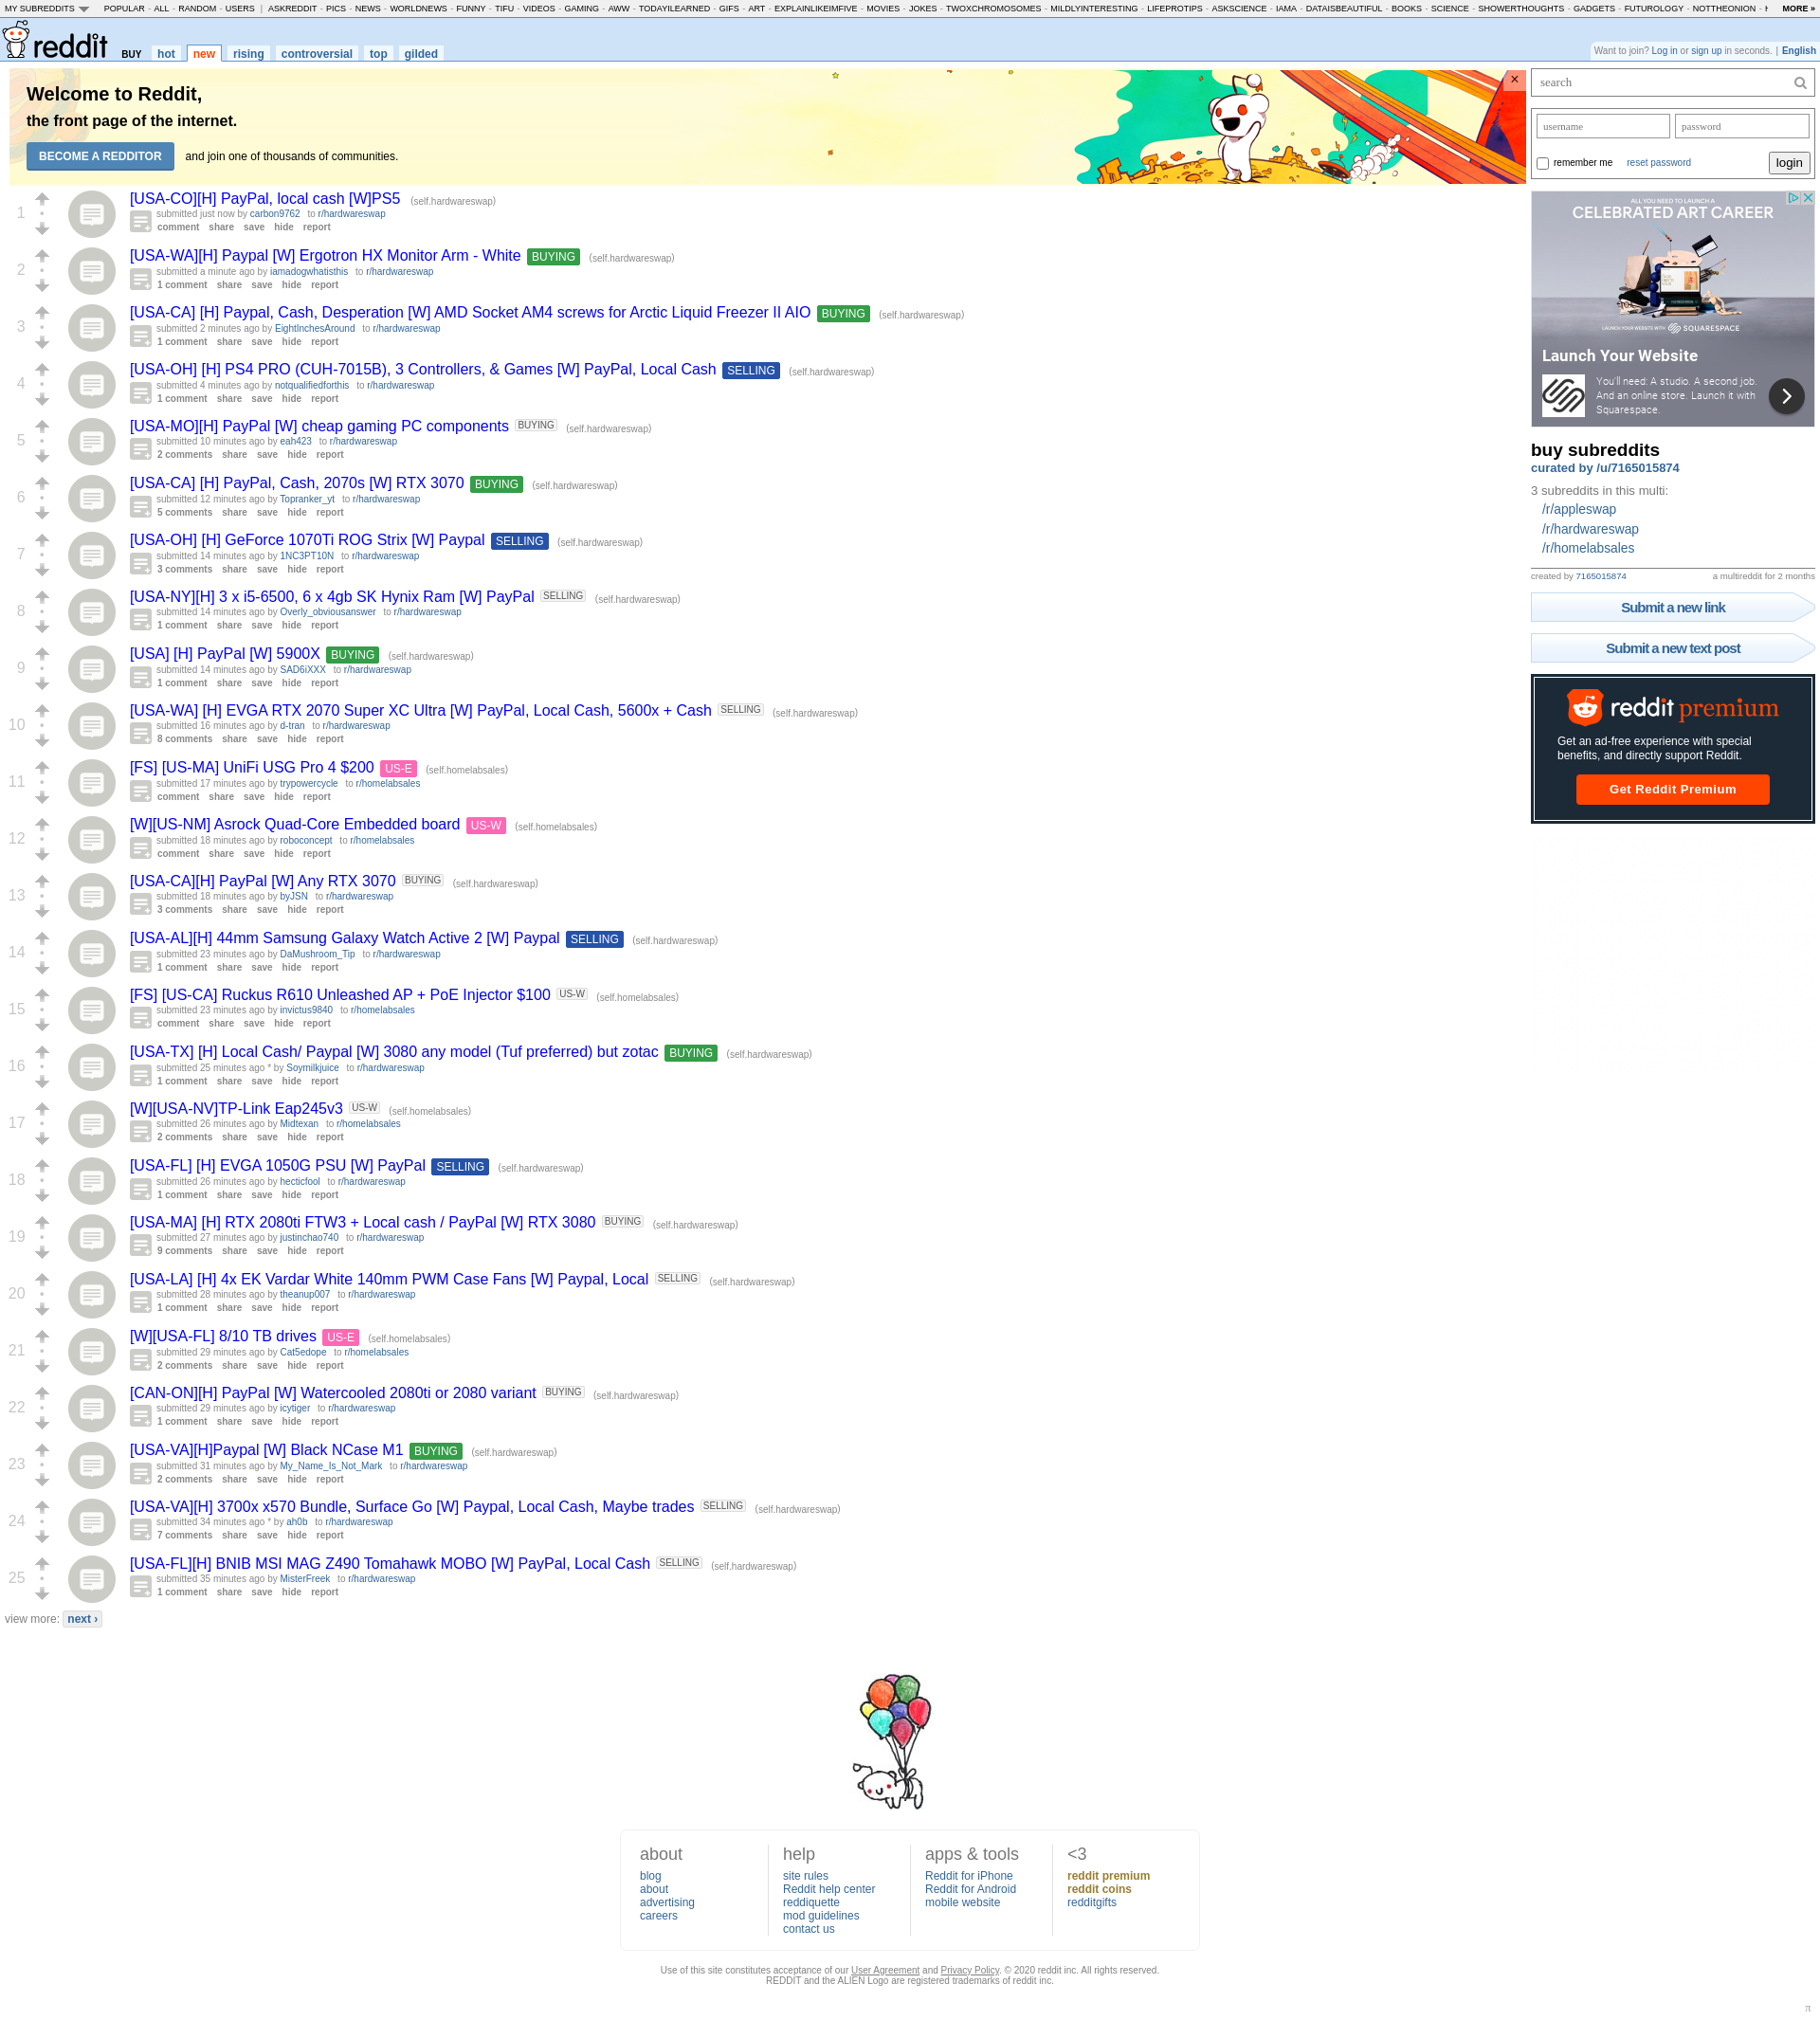 MY SUBREDDITS POPULAR - ALL - RANDOM - USERS | ASKREDDIT - PICS - NEWS - WORLDNEWS - FUNNY - TIFU - VIDEOS - GAMING - AWW - TODAYILEARNED - GIFS - ART - EXPLAINLIKEIMFIVE - MOVIES - JOKES - TWOXCHROMOSOMES - MILDLYINTERESTING - LIFEPROTIPS - ASKSCIENCE - IAMA - DATAISBEAUTIFUL - BOOKS - SCIENCE - SHOWERTHOUGHTS - GADGETS - FUTUROLOGY - NOTTHEONION - MORE »
reddit BUY hot new rising controversial top gilded
Want to join? Log in or sign up in seconds. | English
Welcome to Reddit,
the front page of the internet.
BECOME A REDDITOR and join one of thousands of communities.
×
1
[USA-CO][H] PayPal, local cash [W]PS5 (self.hardwareswap)
submitted just now by carbon9762 to r/hardwareswap
comment share save hide report
2
[USA-WA][H] Paypal [W] Ergotron HX Monitor Arm - White BUYING (self.hardwareswap)
submitted a minute ago by iamadogwhatisthis to r/hardwareswap
1 comment share save hide report
3
[USA-CA] [H] Paypal, Cash, Desperation [W] AMD Socket AM4 screws for Arctic Liquid Freezer II AIO BUYING (self.hardwareswap)
submitted 2 minutes ago by EightInchesAround to r/hardwareswap
1 comment share save hide report
4
[USA-OH] [H] PS4 PRO (CUH-7015B), 3 Controllers, & Games [W] PayPal, Local Cash SELLING (self.hardwareswap)
submitted 4 minutes ago by notqualifiedforthis to r/hardwareswap
1 comment share save hide report
5
[USA-MO][H] PayPal [W] cheap gaming PC components BUYING (self.hardwareswap)
submitted 10 minutes ago by eah423 to r/hardwareswap
2 comments share save hide report
6
[USA-CA] [H] PayPal, Cash, 2070s [W] RTX 3070 BUYING (self.hardwareswap)
submitted 12 minutes ago by Topranker_yt to r/hardwareswap
5 comments share save hide report
7
[USA-OH] [H] GeForce 1070Ti ROG Strix [W] Paypal SELLING (self.hardwareswap)
submitted 14 minutes ago by 1NC3PT10N to r/hardwareswap
3 comments share save hide report
8
[USA-NY][H] 3 x i5-6500, 6 x 4gb SK Hynix Ram [W] PayPal SELLING (self.hardwareswap)
submitted 14 minutes ago by Overly_obviousanswer to r/hardwareswap
1 comment share save hide report
9
[USA] [H] PayPal [W] 5900X BUYING (self.hardwareswap)
submitted 14 minutes ago by SAD6iXXX to r/hardwareswap
1 comment share save hide report
10
[USA-WA] [H] EVGA RTX 2070 Super XC Ultra [W] PayPal, Local Cash, 5600x + Cash SELLING (self.hardwareswap)
submitted 16 minutes ago by d-tran to r/hardwareswap
8 comments share save hide report
11
[FS] [US-MA] UniFi USG Pro 4 $200 US-E (self.homelabsales)
submitted 17 minutes ago by trypowercycle to r/homelabsales
comment share save hide report
12
[W][US-NM] Asrock Quad-Core Embedded board US-W (self.homelabsales)
submitted 18 minutes ago by roboconcept to r/homelabsales
comment share save hide report
13
[USA-CA][H] PayPal [W] Any RTX 3070 BUYING (self.hardwareswap)
submitted 18 minutes ago by byJSN to r/hardwareswap
3 comments share save hide report
14
[USA-AL][H] 44mm Samsung Galaxy Watch Active 2 [W] Paypal SELLING (self.hardwareswap)
submitted 23 minutes ago by DaMushroom_Tip to r/hardwareswap
1 comment share save hide report
15
[FS] [US-CA] Ruckus R610 Unleashed AP + PoE Injector $100 US-W (self.homelabsales)
submitted 23 minutes ago by invictus9840 to r/homelabsales
comment share save hide report
16
[USA-TX] [H] Local Cash/ Paypal [W] 3080 any model (Tuf preferred) but zotac BUYING (self.hardwareswap)
submitted 25 minutes ago * by Soymilkjuice to r/hardwareswap
1 comment share save hide report
17
[W][USA-NV]TP-Link Eap245v3 US-W (self.homelabsales)
submitted 26 minutes ago by Midtexan to r/homelabsales
2 comments share save hide report
18
[USA-FL] [H] EVGA 1050G PSU [W] PayPal SELLING (self.hardwareswap)
submitted 26 minutes ago by hecticfool to r/hardwareswap
1 comment share save hide report
19
[USA-MA] [H] RTX 2080ti FTW3 + Local cash / PayPal [W] RTX 3080 BUYING (self.hardwareswap)
submitted 27 minutes ago by justinchao740 to r/hardwareswap
9 comments share save hide report
20
[USA-LA] [H] 4x EK Vardar White 140mm PWM Case Fans [W] Paypal, Local SELLING (self.hardwareswap)
submitted 28 minutes ago by theanup007 to r/hardwareswap
1 comment share save hide report
21
[W][USA-FL] 8/10 TB drives US-E (self.homelabsales)
submitted 29 minutes ago by Cat5edope to r/homelabsales
2 comments share save hide report
22
[CAN-ON][H] PayPal [W] Watercooled 2080ti or 2080 variant BUYING (self.hardwareswap)
submitted 29 minutes ago by icytiger to r/hardwareswap
1 comment share save hide report
23
[USA-VA][H]Paypal [W] Black NCase M1 BUYING (self.hardwareswap)
submitted 31 minutes ago by My_Name_Is_Not_Mark to r/hardwareswap
2 comments share save hide report
24
[USA-VA][H] 3700x x570 Bundle, Surface Go [W] Paypal, Local Cash, Maybe trades SELLING (self.hardwareswap)
submitted 34 minutes ago * by ah0b to r/hardwareswap
7 comments share save hide report
25
[USA-FL][H] BNIB MSI MAG Z490 Tomahawk MOBO [W] PayPal, Local Cash SELLING (self.hardwareswap)
submitted 35 minutes ago by MisterFreek to r/hardwareswap
1 comment share save hide report
view more: next ›
search
username password
remember me reset password login
ALL YOU NEED TO LAUNCH A
CELEBRATED ART CAREER
LAUNCH YOUR WEBSITE WITH SQUARESPACE
Launch Your Website
You'll need: A studio. A second job.
And an online store. Launch it with
Squarespace.
buy subreddits
curated by /u/7165015874
3 subreddits in this multi:
/r/appleswap
/r/hardwareswap
/r/homelabsales
created by 7165015874 a multireddit for 2 months
Submit a new link
Submit a new text post
reddit premium
Get an ad-free experience with special
benefits, and directly support Reddit.
Get Reddit Premium
about
blog
about
advertising
careers
help
site rules
Reddit help center
reddiquette
mod guidelines
contact us
apps & tools
Reddit for iPhone
Reddit for Android
mobile website
<3
reddit premium
reddit coins
redditgifts
Use of this site constitutes acceptance of our User Agreement and Privacy Policy. © 2020 reddit inc. All rights reserved.
REDDIT and the ALIEN Logo are registered trademarks of reddit inc.
π